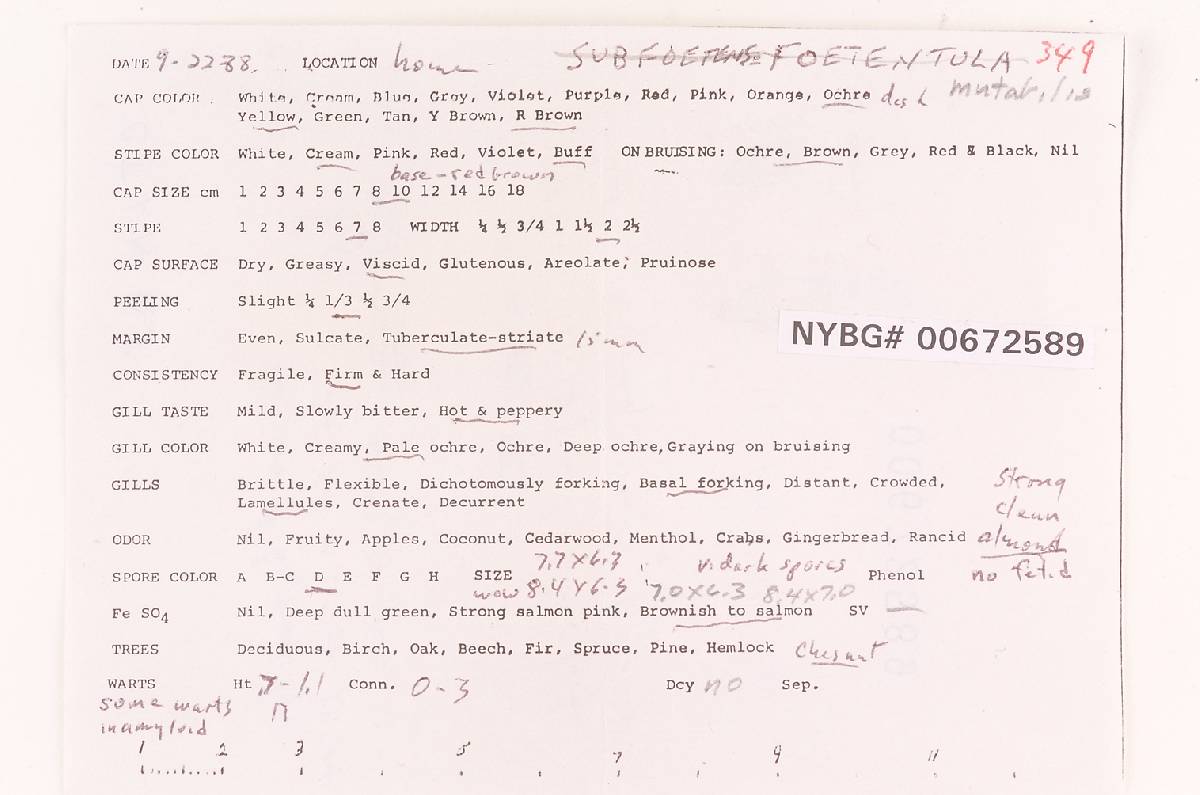 DATE 9-22-88. LOCATION home SUBFOETENS FOETENTULA 349
CAP COLOR. White, Cream, Blue, Grey, Violet, Purple, Red, Pink, Orange, Ochre mutabilis
Yellow, Green, Tan, Y Brown, R Brown
STIPE COLOR White, Cream, Pink, Red, Violet, Buff ON BRUISING: Ochre, Brown, Grey, Red & Black, Nil
base-redbrown
CAP SIZE cm 1 2 3 4 5 6 7 8 10 12 14 16 18
STIPE 1 2 3 4 5 6 7 8 WIDTH ¼ ½ 3/4 1 1½ 2 2½
CAP SURFACE Dry, Greasy, Viscid, Glutenous, Areolate, Pruinose
PEELING Slight ¼ 1/3 ½ 3/4
MARGIN Even, Sulcate, Tuberculate-striate 15mm
NYBG# 00672589
CONSISTENCY Fragile, Firm & Hard
GILL TASTE Mild, Slowly bitter, Hot & peppery
GILL COLOR White, Creamy, Pale ochre, Ochre, Deep ochre, Graying on bruising
GILLS Brittle, Flexible, Dichotomously forking, Basal forking, Distant, Crowded, Strong
Lamellules, Crenate, Decurrent clean
ODOR Nil, Fruity, Apples, Coconut, Cedarwood, Menthol, Crabs, Gingerbread, Rancid almond
7.7x6.3 v. dark spores
SPORE COLOR A B-C D E F G H SIZE Phenol no fetid
wow 8.4x6.3 7.0x6.3 8.4x7.0
Fe SO4 Nil, Deep dull green, Strong salmon pink, Brownish to salmon SV —
TREES Deciduous, Birch, Oak, Beech, Fir, Spruce, Pine, Hemlock Chesnut
WARTS Ht .7-1.1 Conn. 0-3 Dcy no Sep.
some warts
inamyloid
1 2 3 5 7 9 11